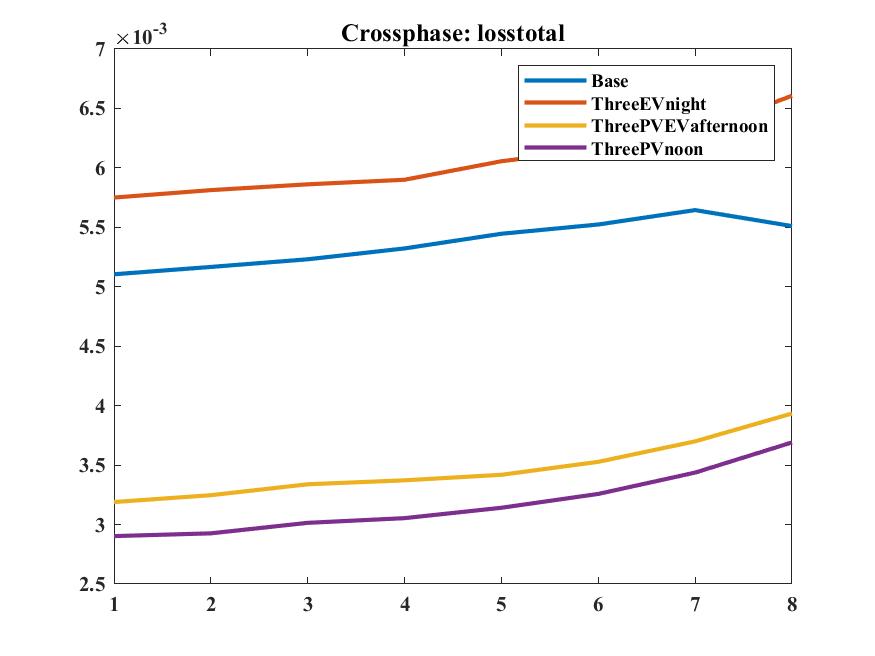 ×10⁻³
Crossphase: losstotal
7
6.5
6
5.5
5
4.5
4
3.5
3
2.5
Base
ThreeEVnight
ThreePVEVafternoon
ThreePVnoon
1 2 3 4 5 6 7 8